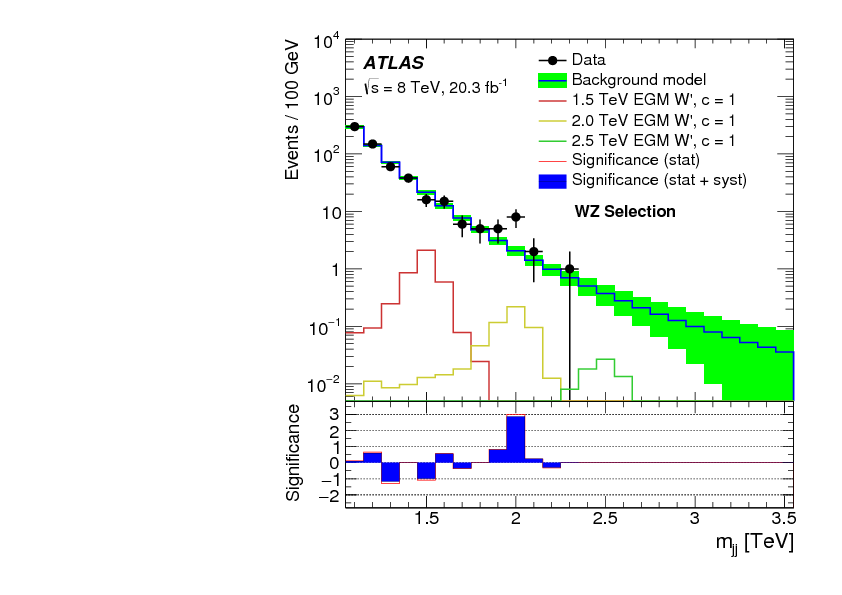 10⁴
10³
10²
10
1
10⁻¹
10⁻²
Events / 100 GeV
ATLAS
√s = 8 TeV, 20.3 fb⁻¹
Data
Background model
1.5 TeV EGM W', c = 1
2.0 TeV EGM W', c = 1
2.5 TeV EGM W', c = 1
Significance (stat)
Significance (stat + syst)
WZ Selection
Significance
3
2
1
0
−1
−2
1.5 2 2.5 3 3.5
m_jj [TeV]